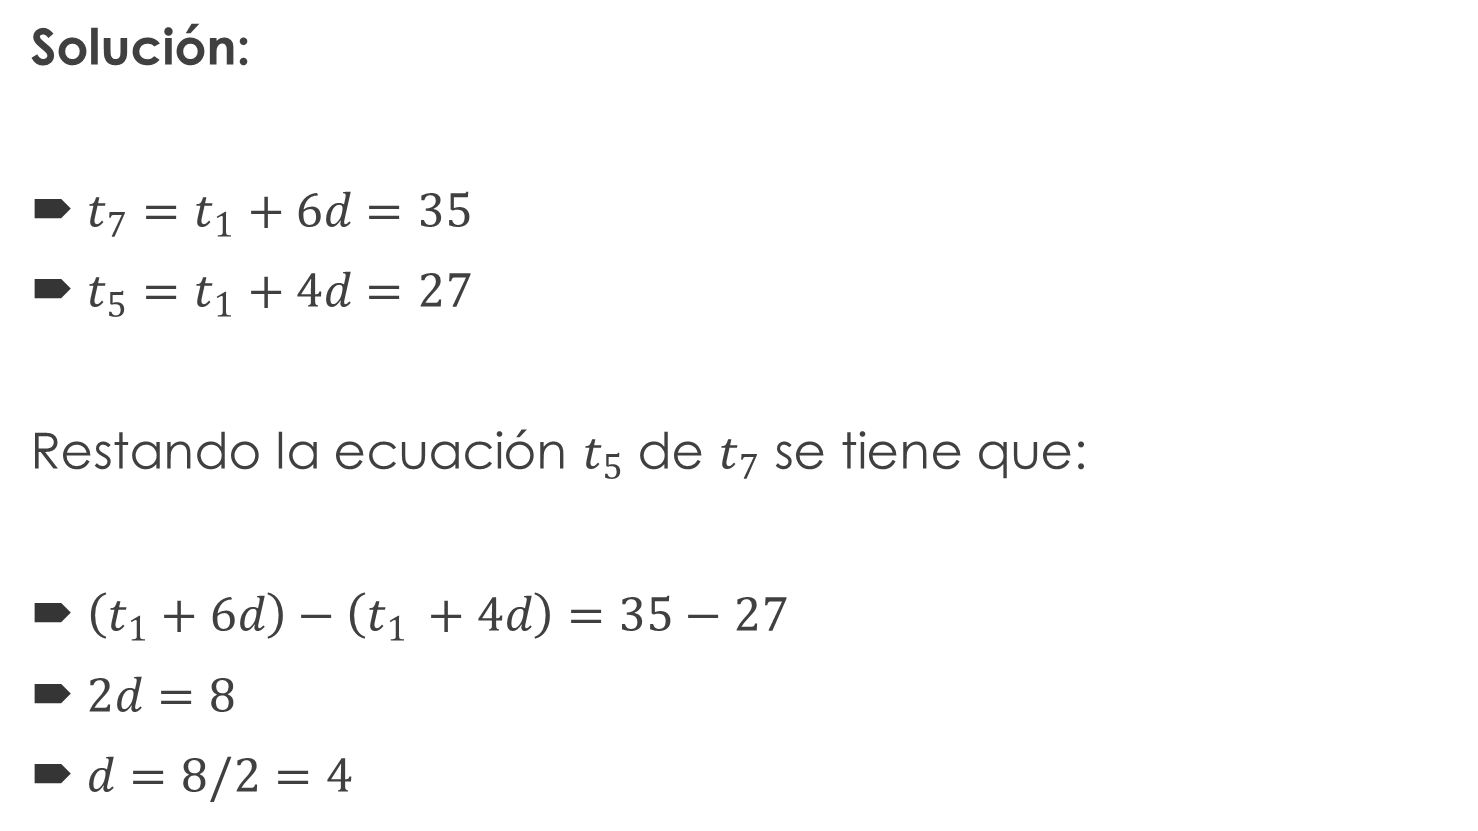 Solución:
t₇ = t₁ + 6d = 35
t₅ = t₁ + 4d = 27
Restando la ecuación t₅ de t₇ se tiene que:
(t₁ + 6d) − (t₁ + 4d) = 35 − 27
2d = 8
d = 8/2 = 4